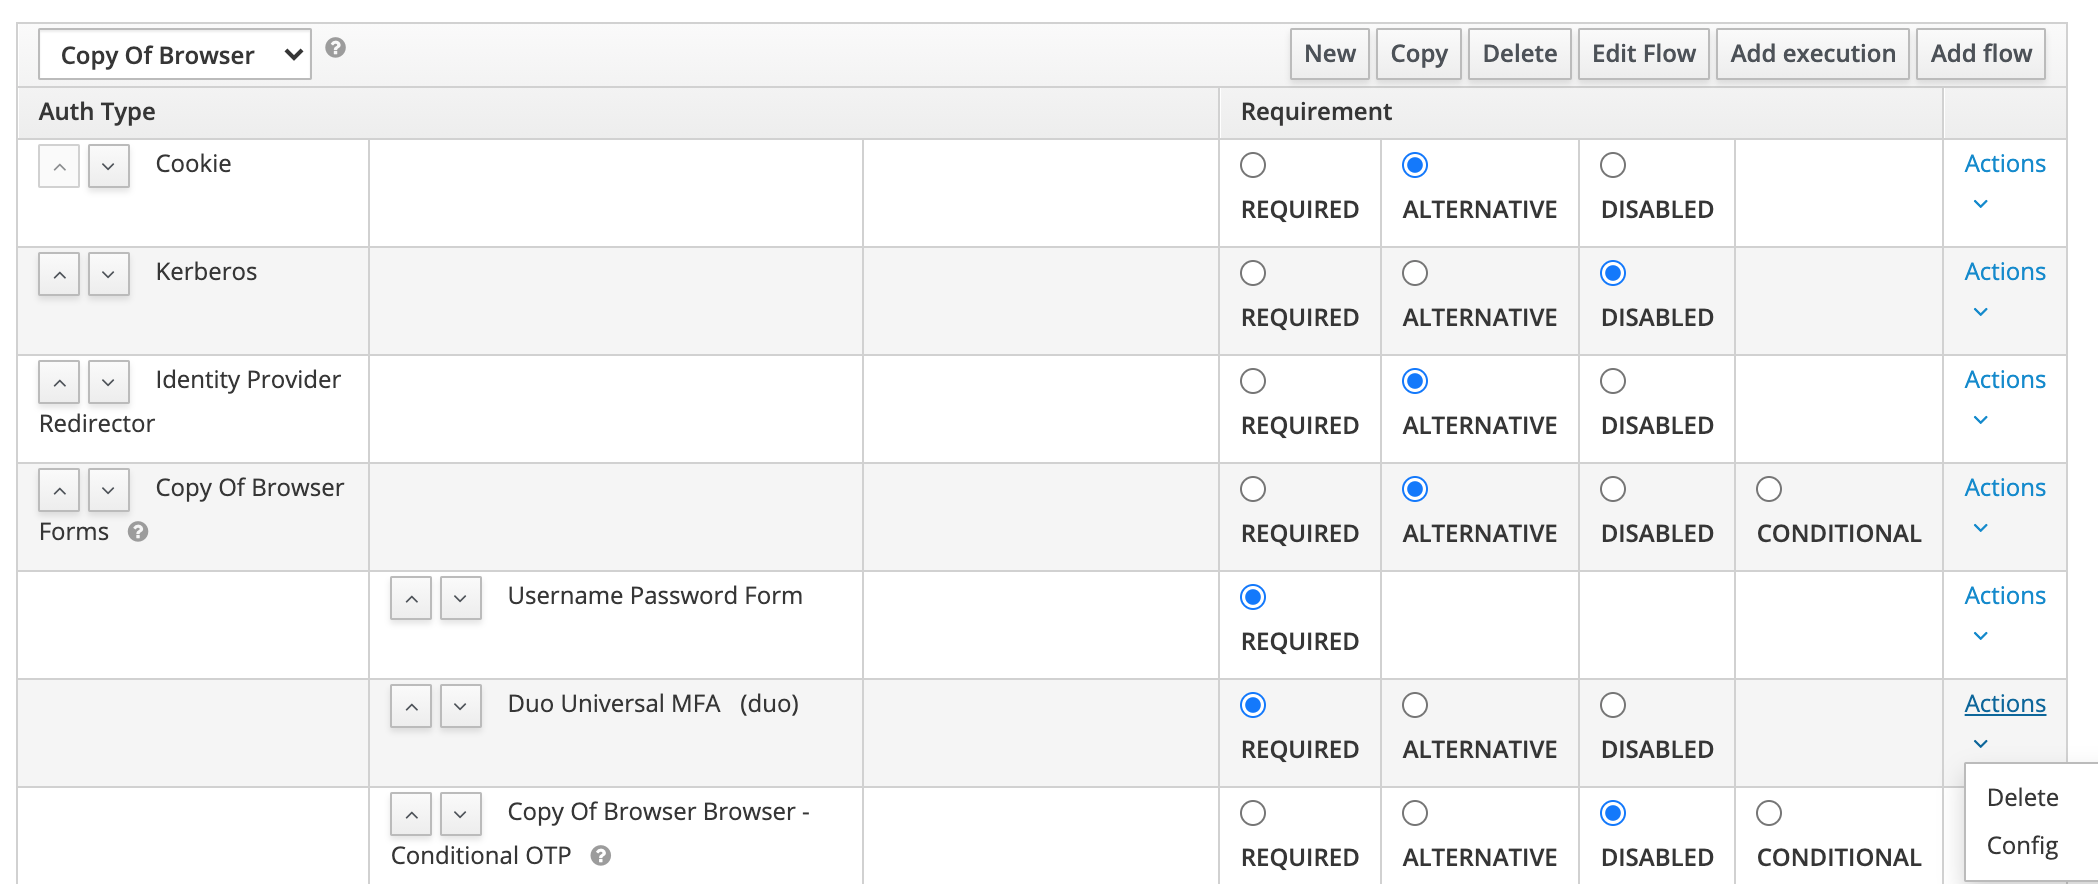 Copy Of Browser
New Copy Delete Edit Flow Add execution Add flow
Auth Type Requirement
Cookie Actions
REQUIRED ALTERNATIVE DISABLED
Kerberos Actions
REQUIRED ALTERNATIVE DISABLED
Identity Provider Actions
Redirector REQUIRED ALTERNATIVE DISABLED
Copy Of Browser Actions
Forms REQUIRED ALTERNATIVE DISABLED CONDITIONAL
Username Password Form Actions
REQUIRED
Duo Universal MFA (duo) Actions
REQUIRED ALTERNATIVE DISABLED
Delete
Copy Of Browser Browser -
Conditional OTP REQUIRED ALTERNATIVE DISABLED CONDITIONAL
Config